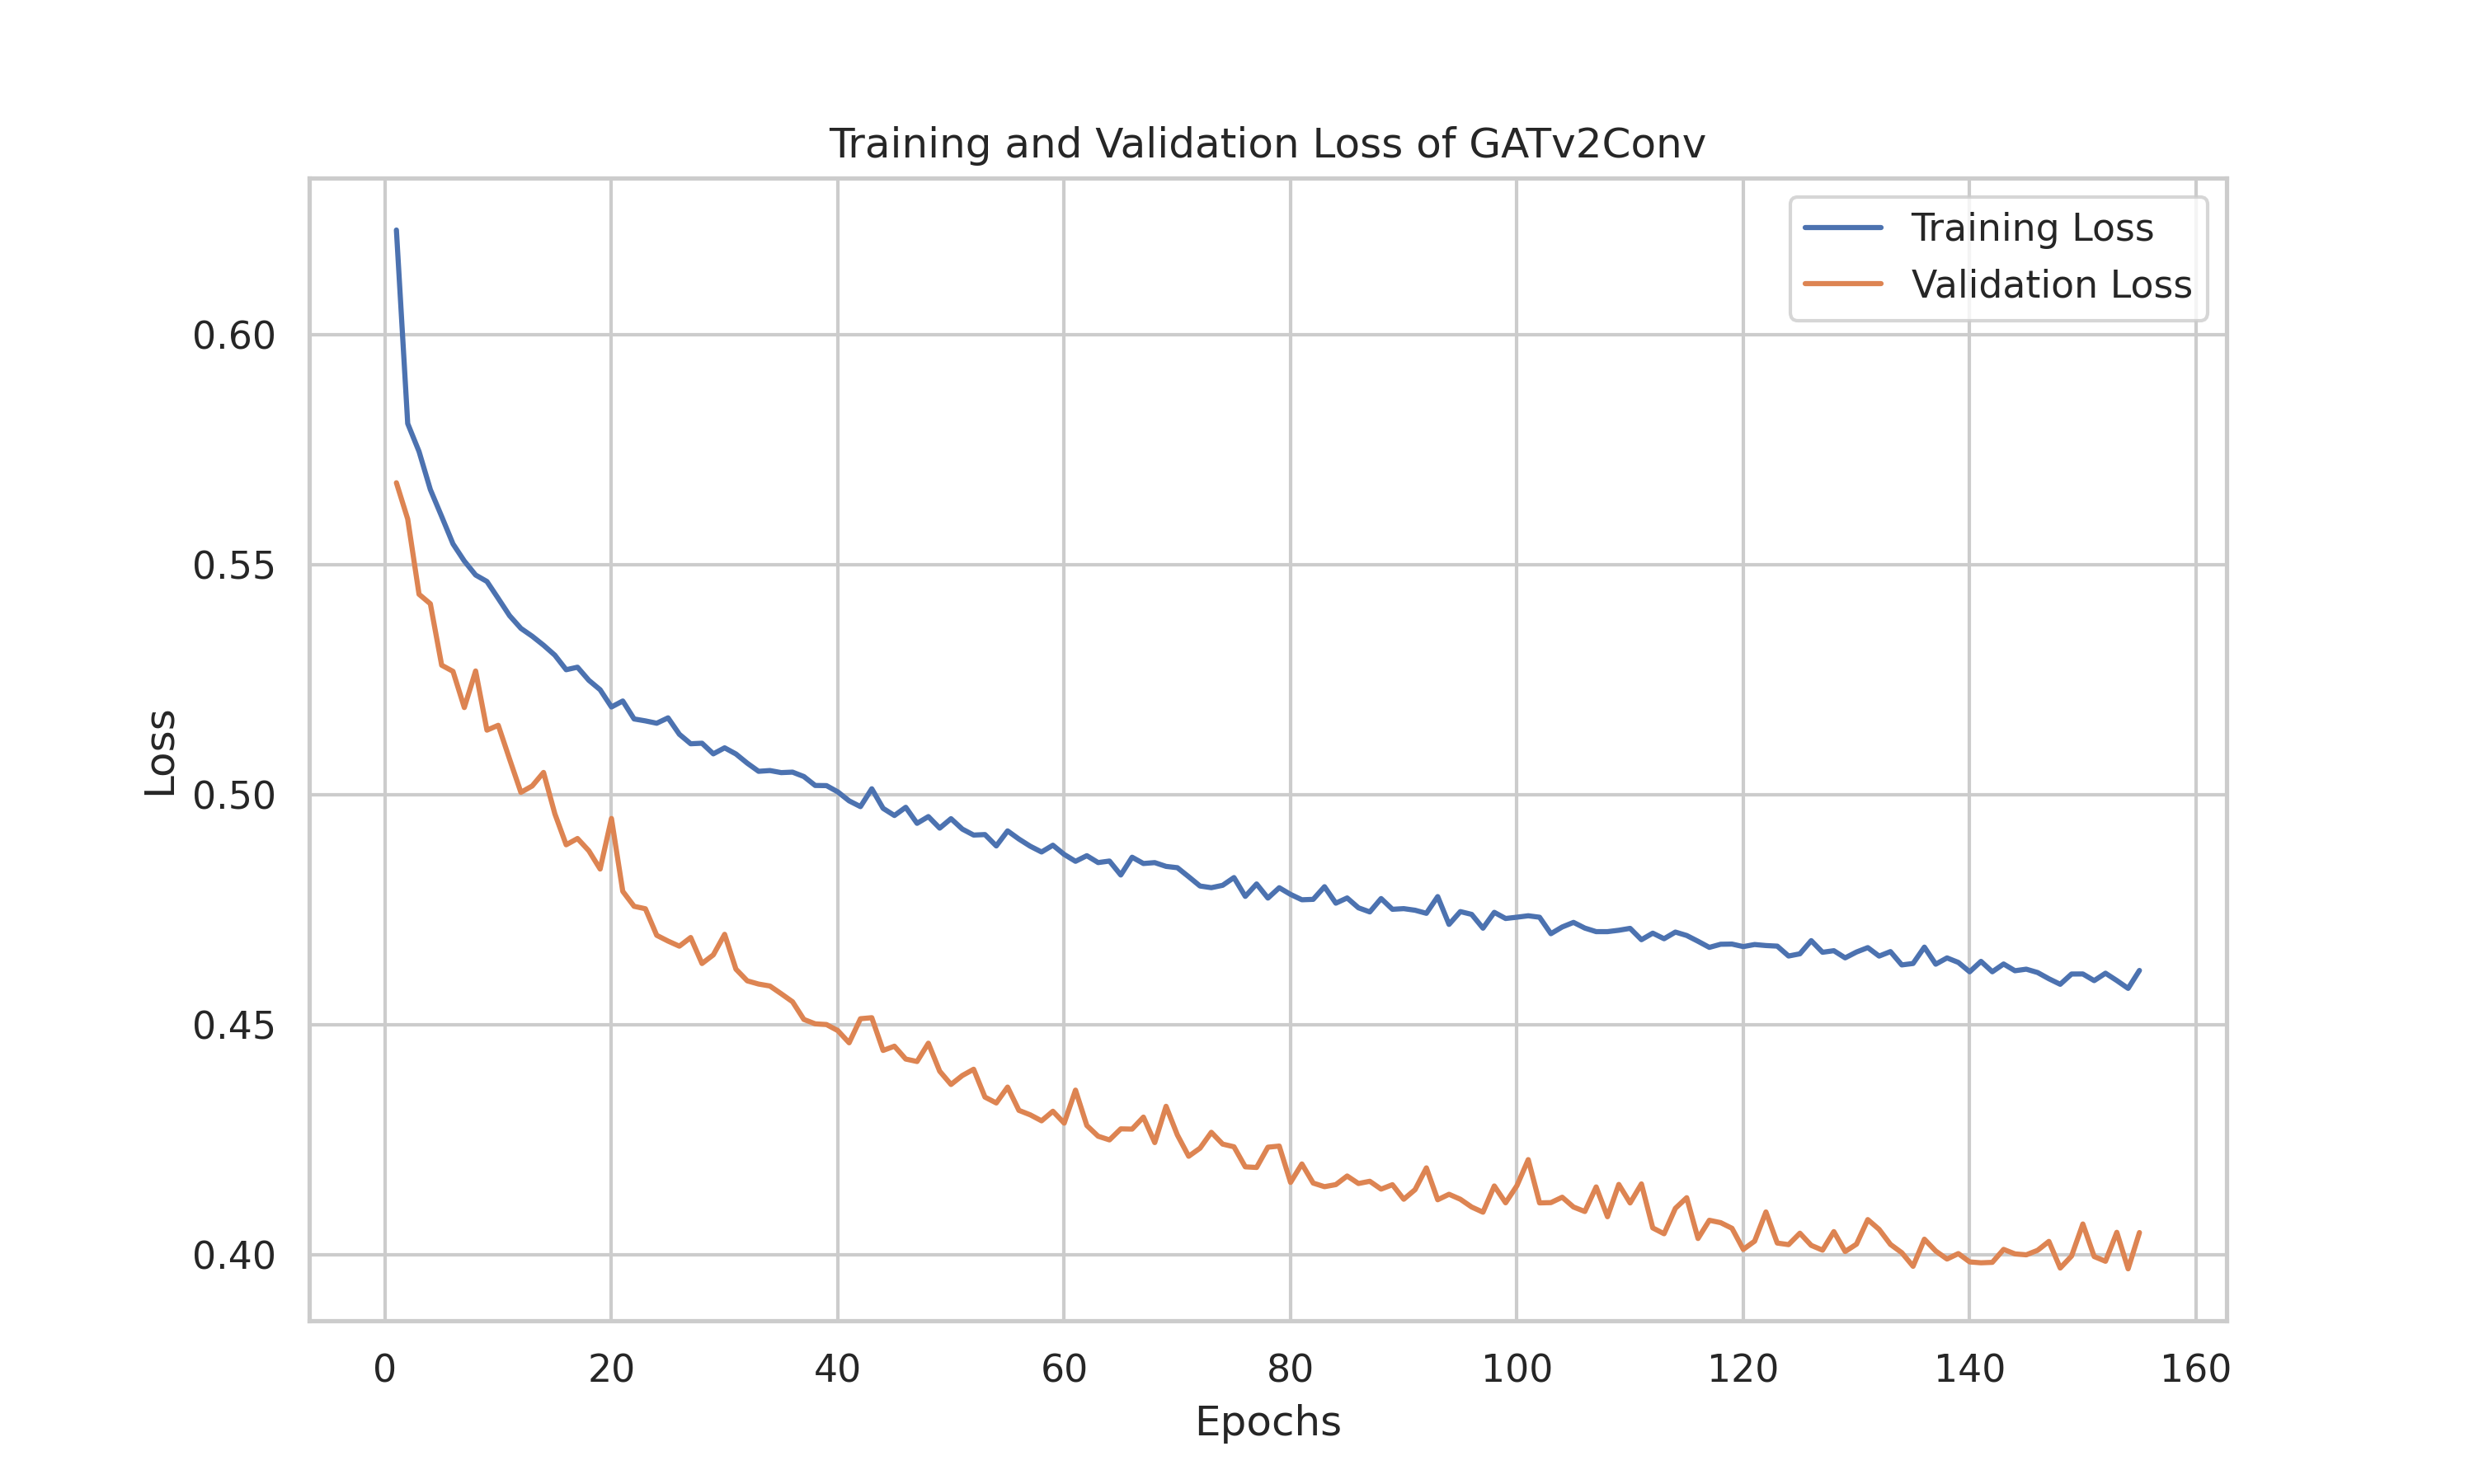 Training and Validation Loss of GATv2Conv
Training Loss
Validation Loss
0.60
0.55
0.50
0.45
0.40
Loss
0 20 40 60 80 100 120 140 160
Epochs